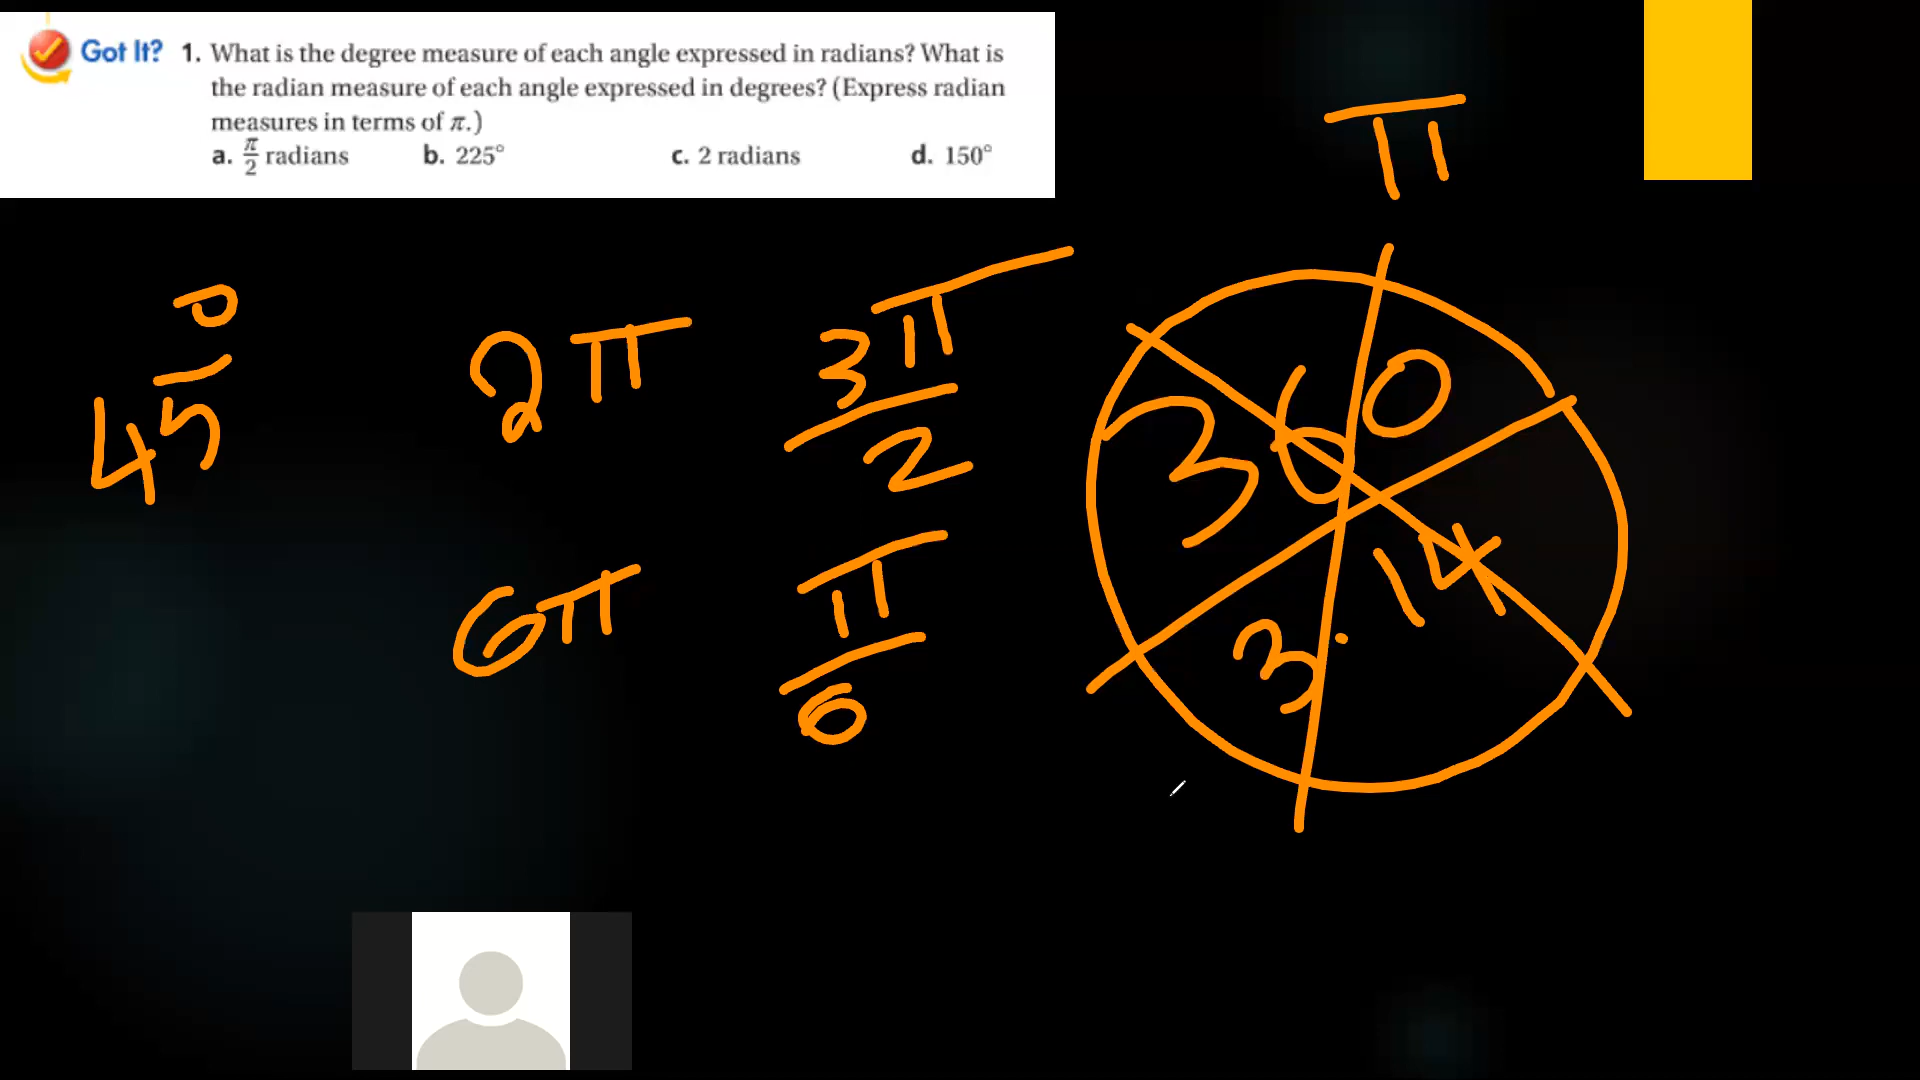 Got It? 1. What is the degree measure of each angle expressed in radians? What is
the radian measure of each angle expressed in degrees? (Express radian
measures in terms of π.)
a. π/2 radians b. 225° c. 2 radians d. 150°
π
45°
2π
3π/2
360
6π
π/6
3.14